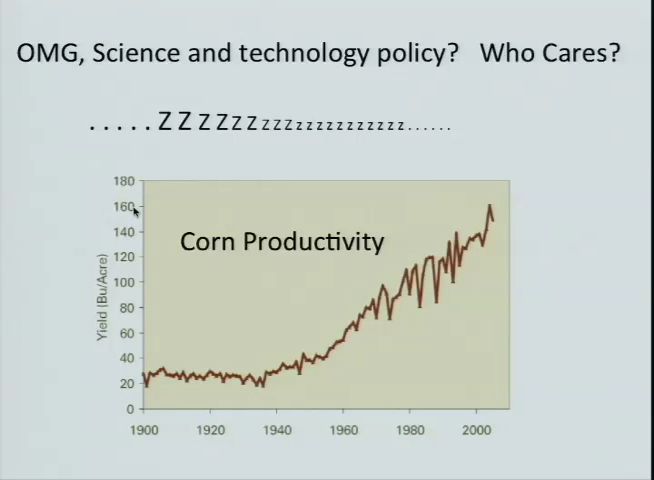 OMG, Science and technology policy?   Who Cares?
. . . . . Z Z Z Z z z z z z z z z z z z z z z z z z z . . . . . .
180
160
140
120
100
80
60
40
20
0
Yield (Bu/Acre)
Corn Productivity
1900 1920 1940 1960 1980 2000